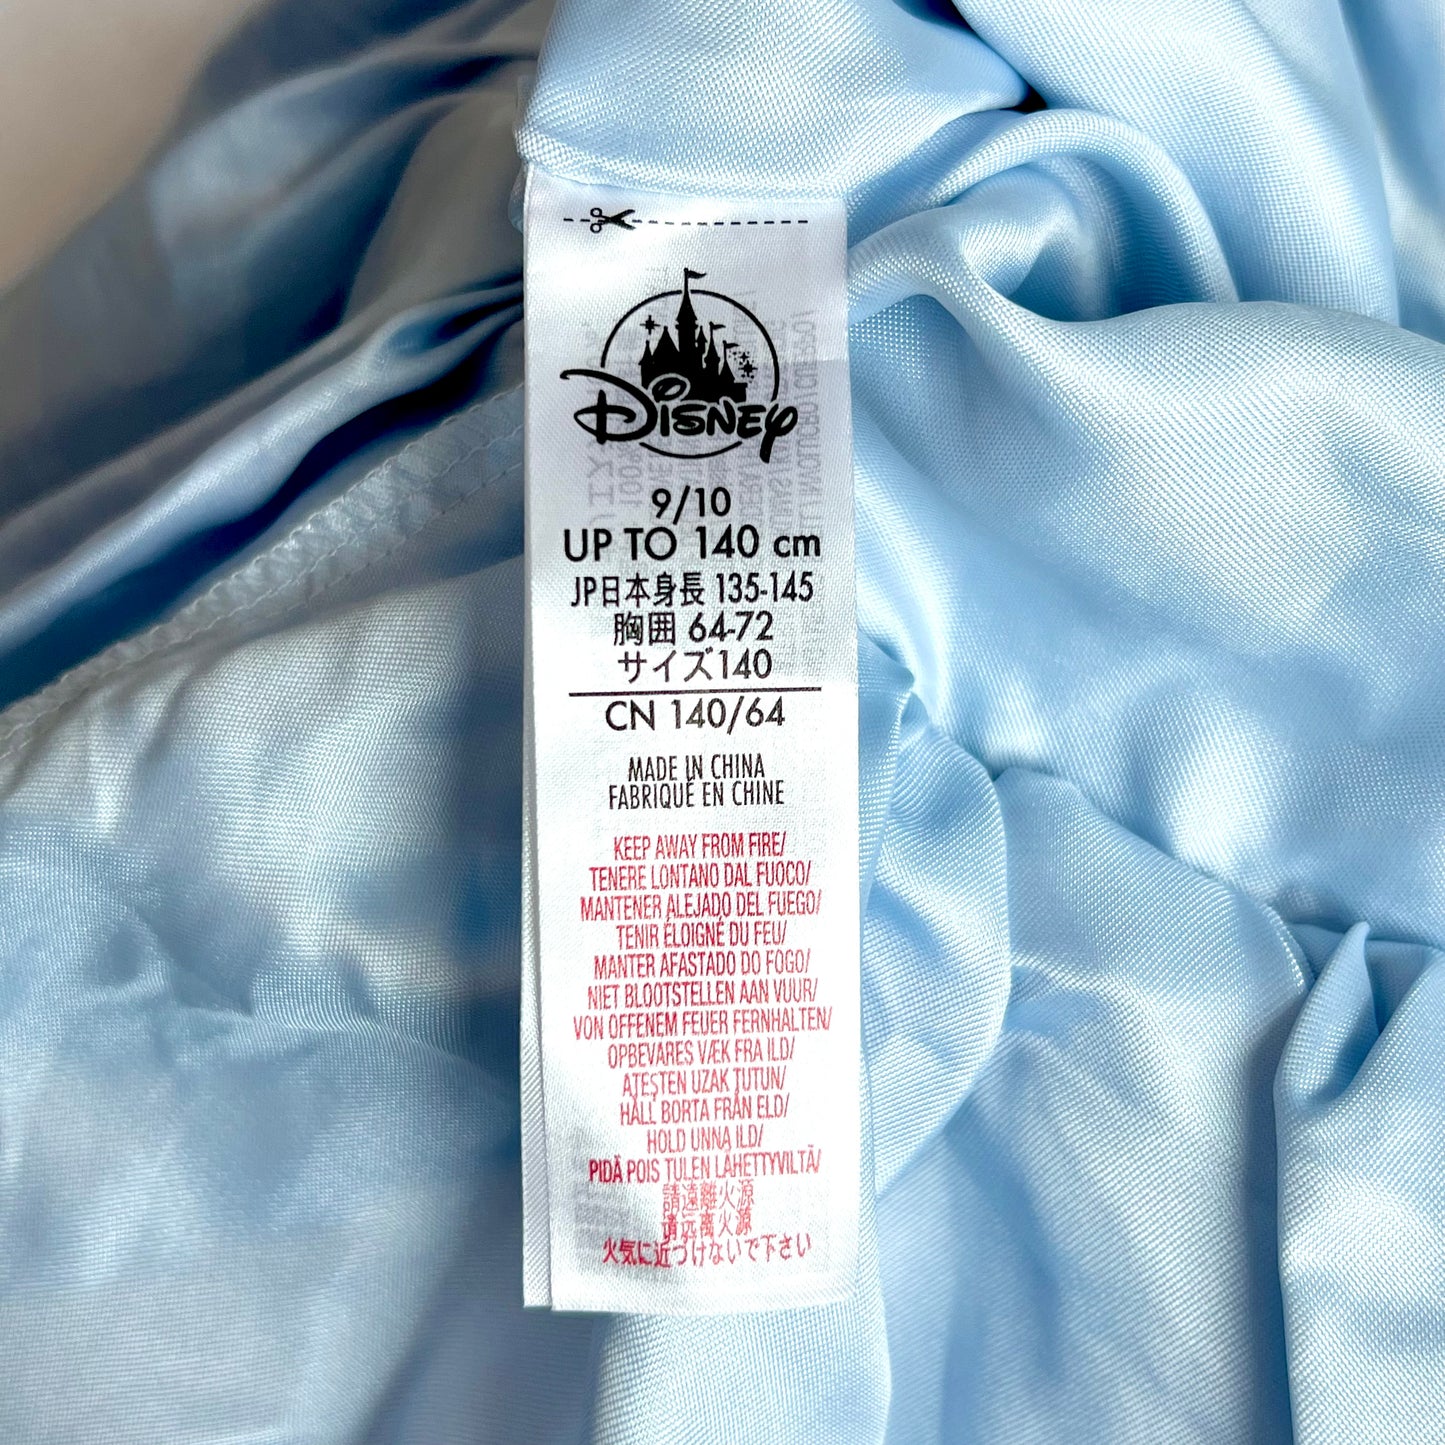 Disney
9/10
UP TO 140 cm
JP日本身長 135-145
胸囲 64-72
サイズ140
CN 140/64
MADE IN CHINA
FABRIQUÉ EN CHINE
KEEP AWAY FROM FIRE/
TENERE LONTANO DAL FUOCO/
MANTENER ALEJADO DEL FUEGO/
TENIR ÉLOIGNÉ DU FEU/
MANTER AFASTADO DO FOGO/
NIET BLOOTSTELLEN AAN VUUR/
VON OFFENEM FEUER FERNHALTEN/
OPBEVARES VÆK FRA ILD/
ATEŞTEN UZAK TUTUN/
HÅLL BORTA FRÅN ELD/
HOLD UNNA ILD/
PIDÄ POIS TULEN LÄHETTYVILTÄ/
請遠離火源
请远离火源
火気に近づけないで下さい